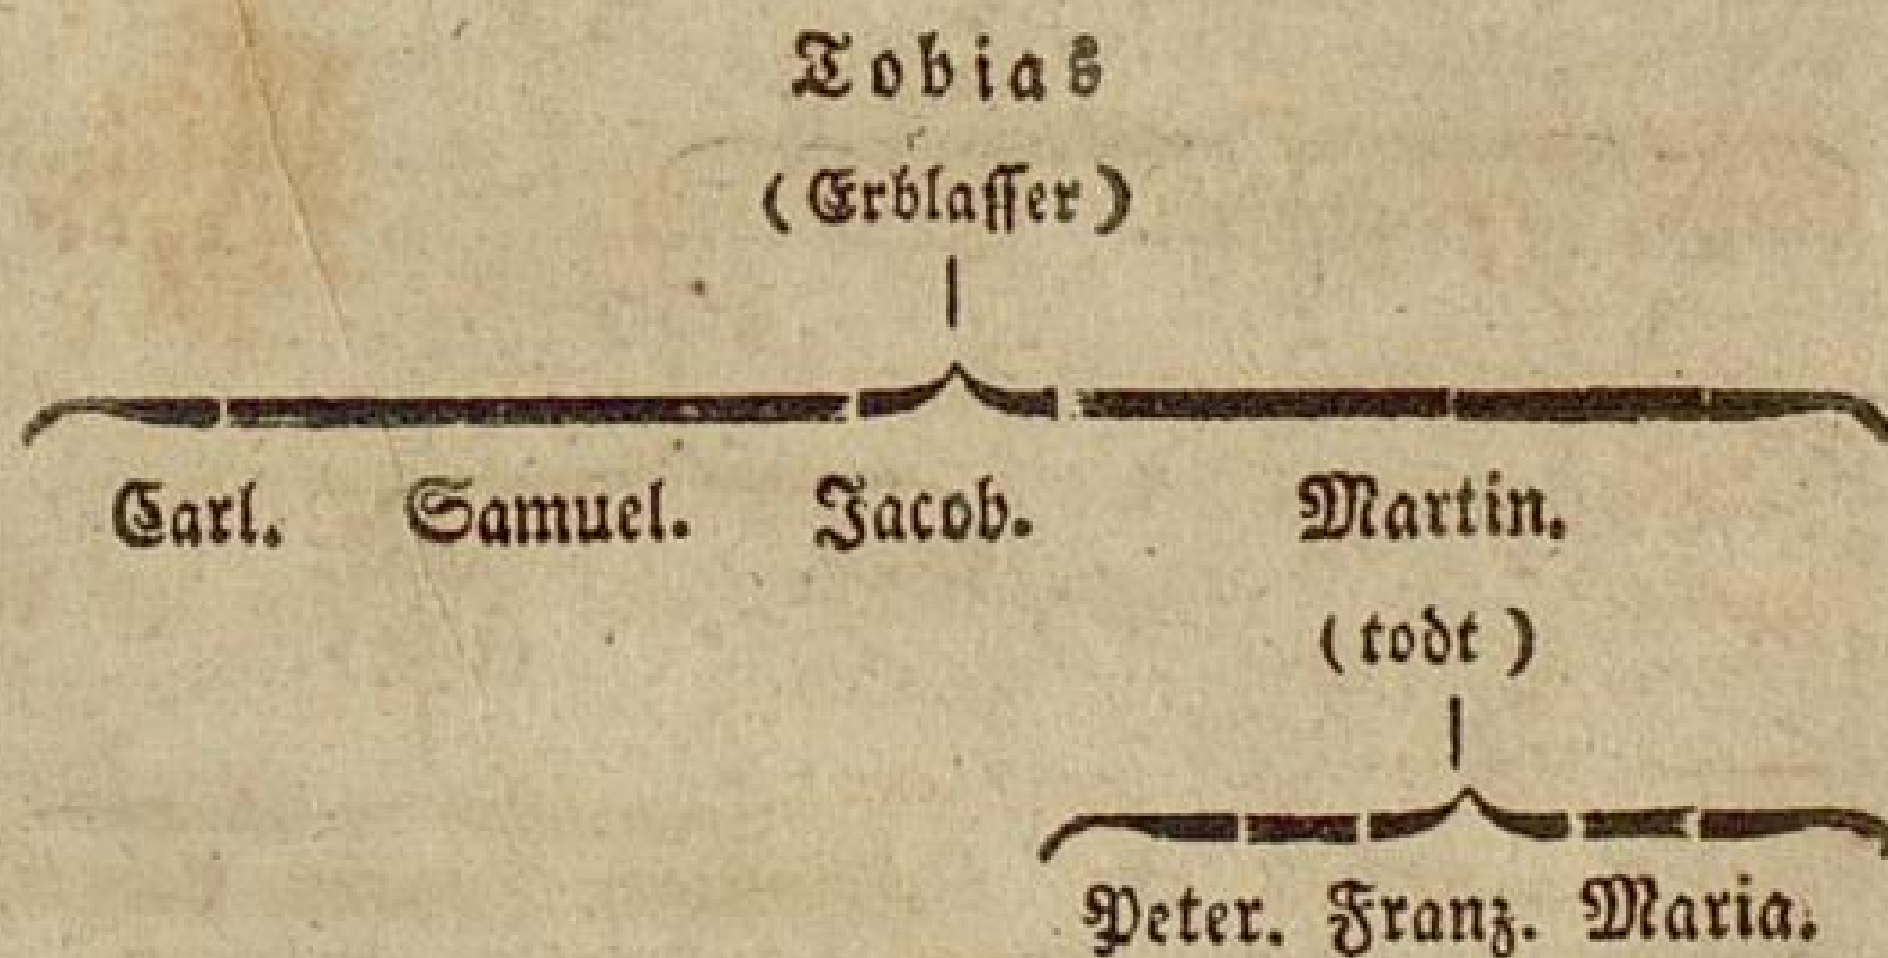 Tobias
(Erblasser)
Carl. Samuel. Jacob. Martin.
(todt)
Peter. Franz. Maria.